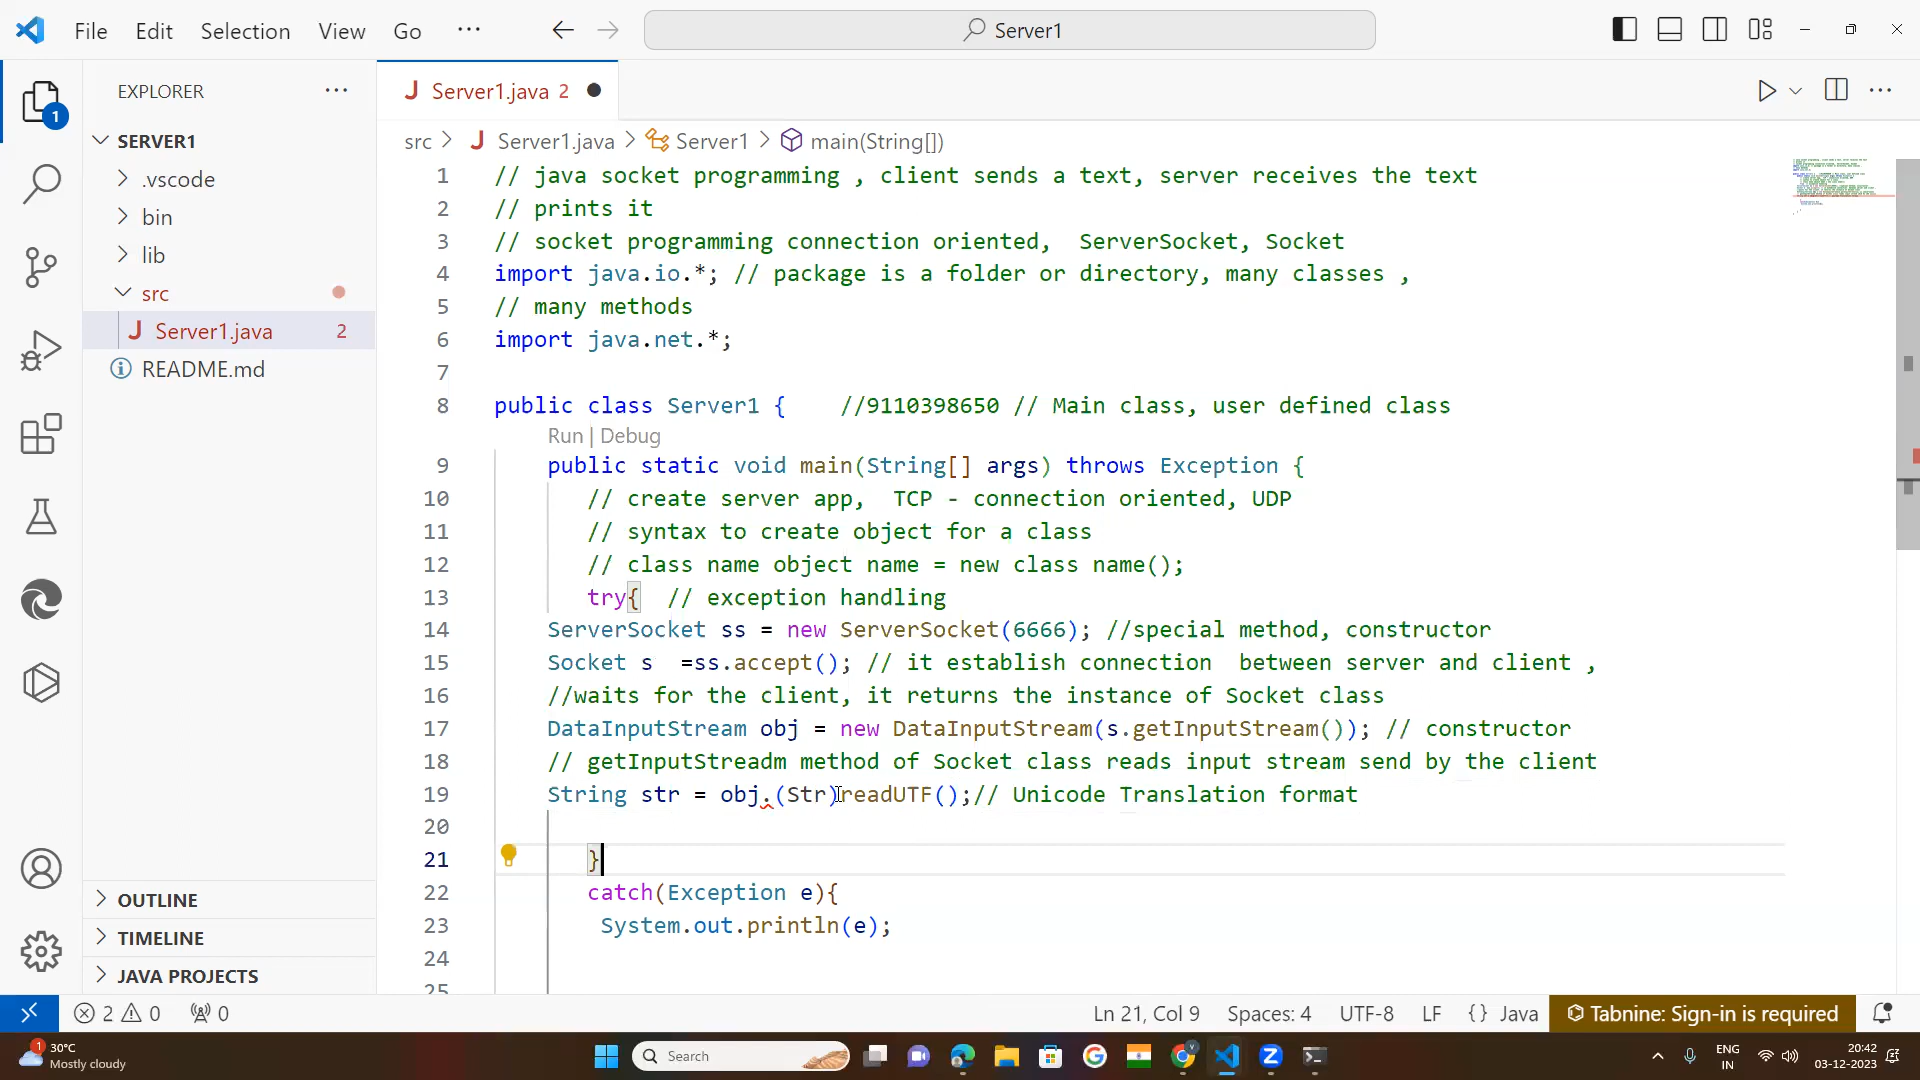 File Edit Selection View Go ··· Server1
EXPLORER ···
SERVER1
.vscode
bin
lib
src
Server1.java 2
README.md
OUTLINE
TIMELINE
JAVA PROJECTS
1
J Server1.java 2
src > J Server1.java > Server1 > main(String[])
1 // java socket programming , client sends a text, server receives the text
2 // prints it
3 // socket programming connection oriented, ServerSocket, Socket
4 import java.io.*; // package is a folder or directory, many classes ,
5 // many methods
6 import java.net.*;
7
8 public class Server1 { //9110398650 // Main class, user defined class
Run | Debug
9 public static void main(String[] args) throws Exception {
10 // create server app, TCP - connection oriented, UDP
11 // syntax to create object for a class
12 // class name object name = new class name();
13 try{ // exception handling
14 ServerSocket ss = new ServerSocket(6666); //special method, constructor
15 Socket s =ss.accept(); // it establish connection between server and client ,
16 //waits for the client, it returns the instance of Socket class
17 DataInputStream obj = new DataInputStream(s.getInputStream()); // constructor
18 // getInputStreadm method of Socket class reads input stream send by the client
19 String str = obj.(Str)readUTF();// Unicode Translation format
20
21 }
22 catch(Exception e){
23 System.out.println(e);
24
25
2 0 0 Ln 21, Col 9 Spaces: 4 UTF-8 LF {} Java Tabnine: Sign-in is required
1 30°C
Mostly cloudy
Search
ENG
IN
20:42
03-12-2023